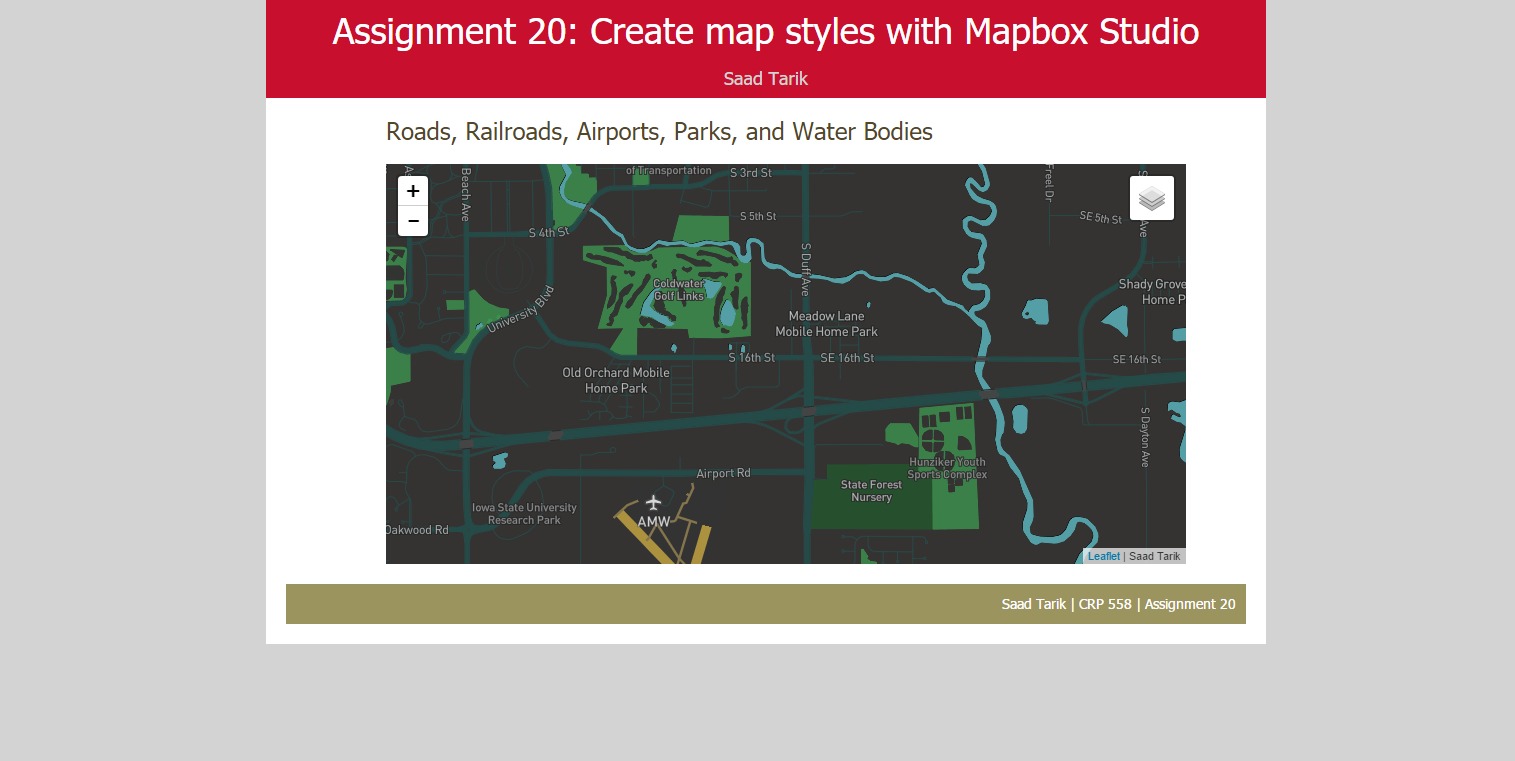 Assignment 20: Create map styles with Mapbox Studio
Saad Tarik
Roads, Railroads, Airports, Parks, and Water Bodies
of Transportation
S 3rd St
Beach Ave
Freel Dr
+
−
S 5th St
SE 5th St
Ave
S 4th St
S Duff Ave
Coldwater
Golf Links
Shady Grove
Home P
University Blvd
Meadow Lane
Mobile Home Park
S 16th St
SE 16th St
SE 16th St
Old Orchard Mobile
Home Park
S Dayton Ave
Airport Rd
Hunziker Youth
Sports Complex
State Forest
Nursery
Iowa State University
Research Park
AMW
Oakwood Rd
Leaflet | Saad Tarik
Saad Tarik | CRP 558 | Assignment 20